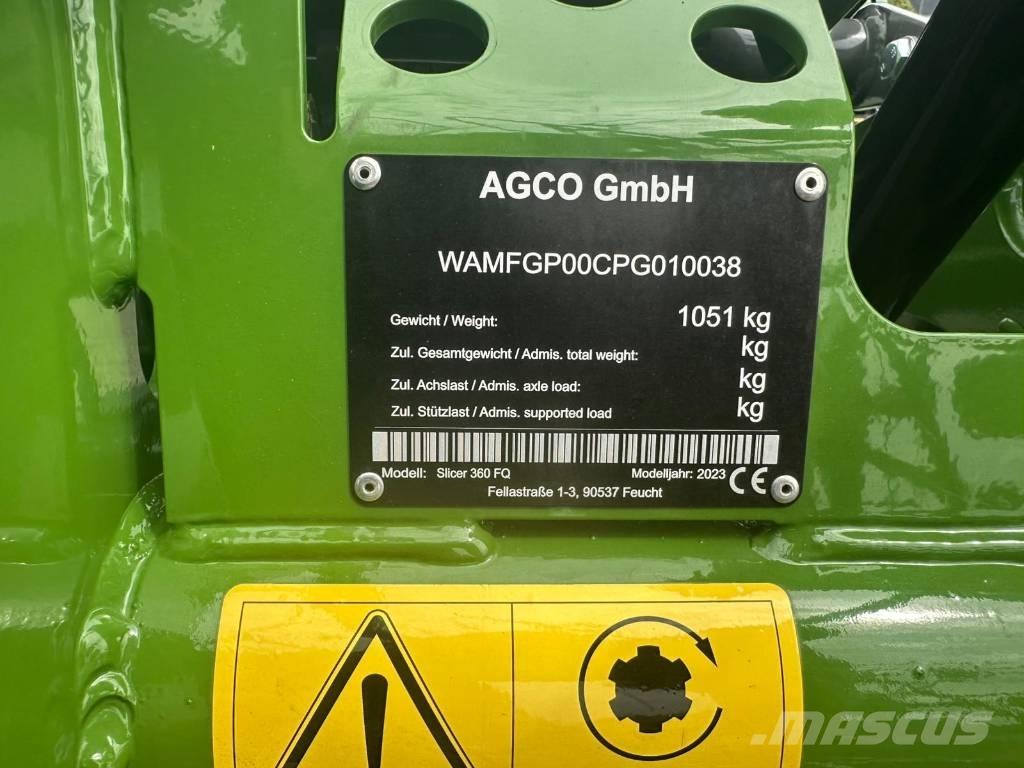 AGCO GmbH
WAMFGP00CPG010038
Gewicht / Weight: 1051 kg
Zul. Gesamtgewicht / Admis. total weight: kg
Zul. Achslast / Admis. axle load: kg
Zul. Stützlast / Admis. supported load kg
Modell: Slicer 360 FQ Modelljahr: 2023 CE
Fellastraße 1-3, 90537 Feucht
MASCUS